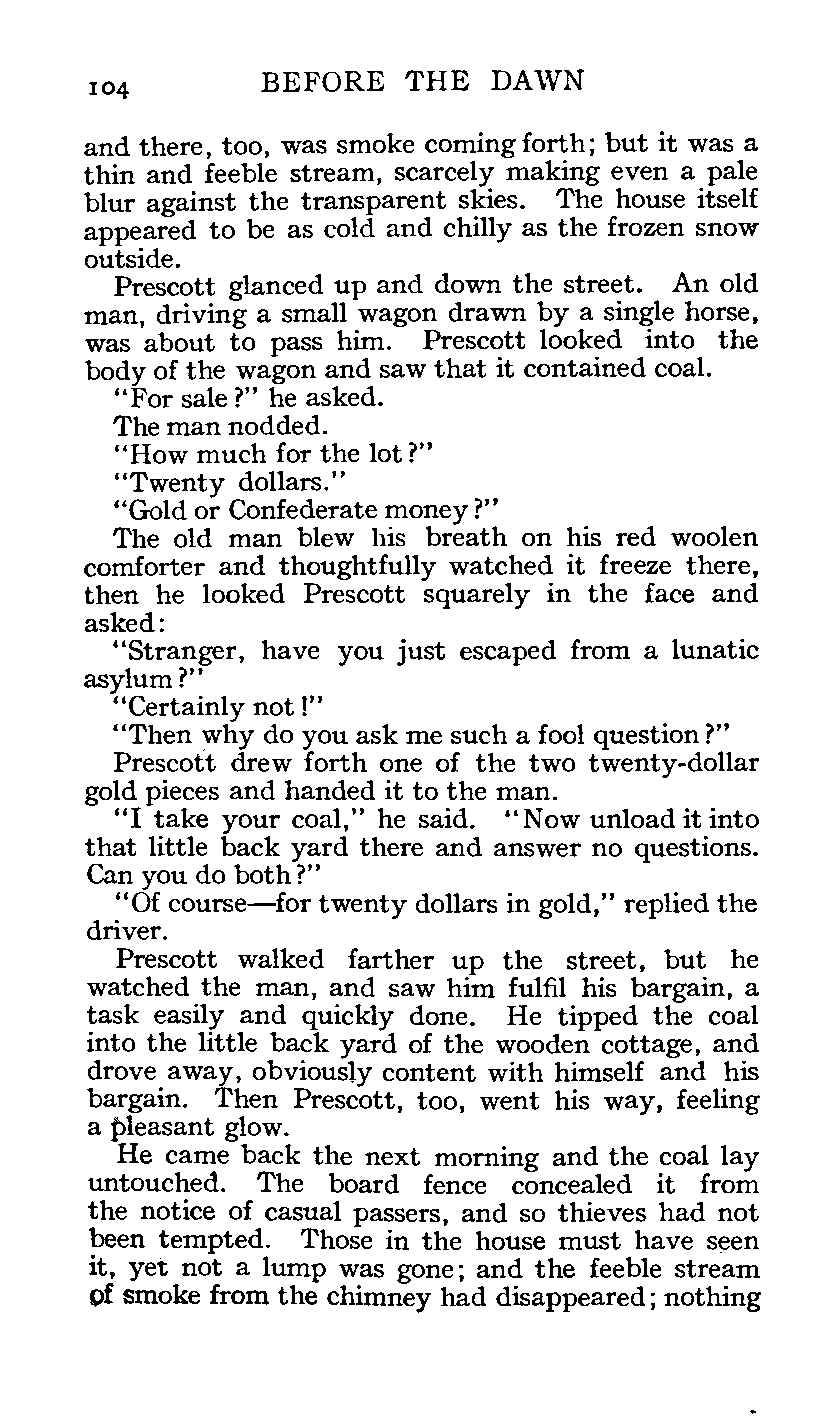 104 BEFORE THE DAWN
and there, too, was smoke coming forth; but it was a
thin and feeble stream, scarcely making even a pale
blur against the transparent skies. The house itself
appeared to be as cold and chilly as the frozen snow
outside.
Prescott glanced up and down the street. An old
man, driving a small wagon drawn by a single horse,
was about to pass him. Prescott looked into the
body of the wagon and saw that it contained coal.
“For sale?” he asked.
The man nodded.
“How much for the lot?”
“Twenty dollars.”
“Gold or Confederate money?”
The old man blew his breath on his red woolen
comforter and thoughtfully watched it freeze there,
then he looked Prescott squarely in the face and
asked:
“Stranger, have you just escaped from a lunatic
asylum?”
“Certainly not!”
“Then why do you ask me such a fool question?”
Prescott drew forth one of the two twenty-dollar
gold pieces and handed it to the man.
“I take your coal,” he said. “Now unload it into
that little back yard there and answer no questions.
Can you do both?”
“Of course—for twenty dollars in gold,” replied the
driver.
Prescott walked farther up the street, but he
watched the man, and saw him fulfil his bargain, a
task easily and quickly done. He tipped the coal
into the little back yard of the wooden cottage, and
drove away, obviously content with himself and his
bargain. Then Prescott, too, went his way, feeling
a pleasant glow.
He came back the next morning and the coal lay
untouched. The board fence concealed it from
the notice of casual passers, and so thieves had not
been tempted. Those in the house must have seen
it, yet not a lump was gone; and the feeble stream
of smoke from the chimney had disappeared; nothing